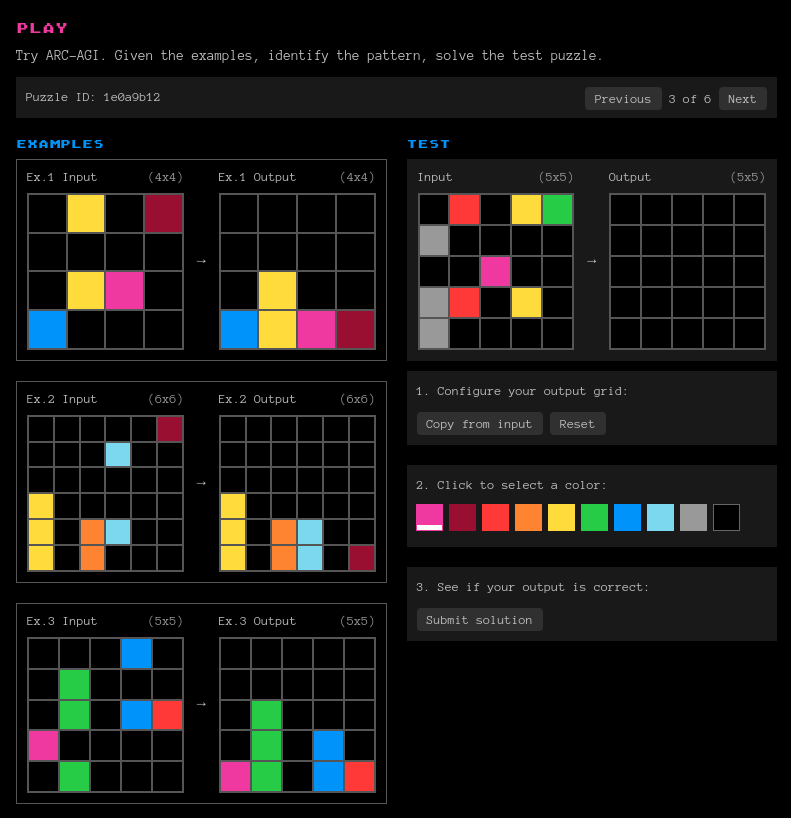 PLAY
Try ARC-AGI. Given the examples, identify the pattern, solve the test puzzle.
Puzzle ID: 1e0a9b12
Previous 3 of 6 Next
EXAMPLES
Ex.1 Input (4x4) Ex.1 Output (4x4)
→
Ex.2 Input (6x6) Ex.2 Output (6x6)
→
Ex.3 Input (5x5) Ex.3 Output (5x5)
→
TEST
Input (5x5) Output (5x5)
→
1. Configure your output grid:
Copy from input Reset
2. Click to select a color:
3. See if your output is correct:
Submit solution